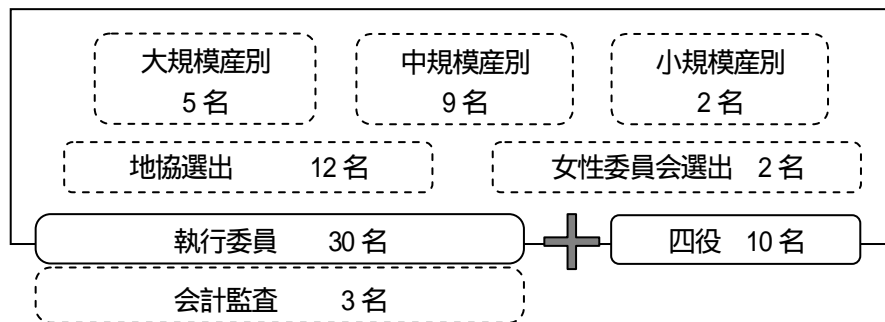 大規模産別 中規模産別 小規模産別
5名 9名 2名
地協選出 12名 女性委員会選出 2名
執行委員 30名 四役 10名
会計監査 3名